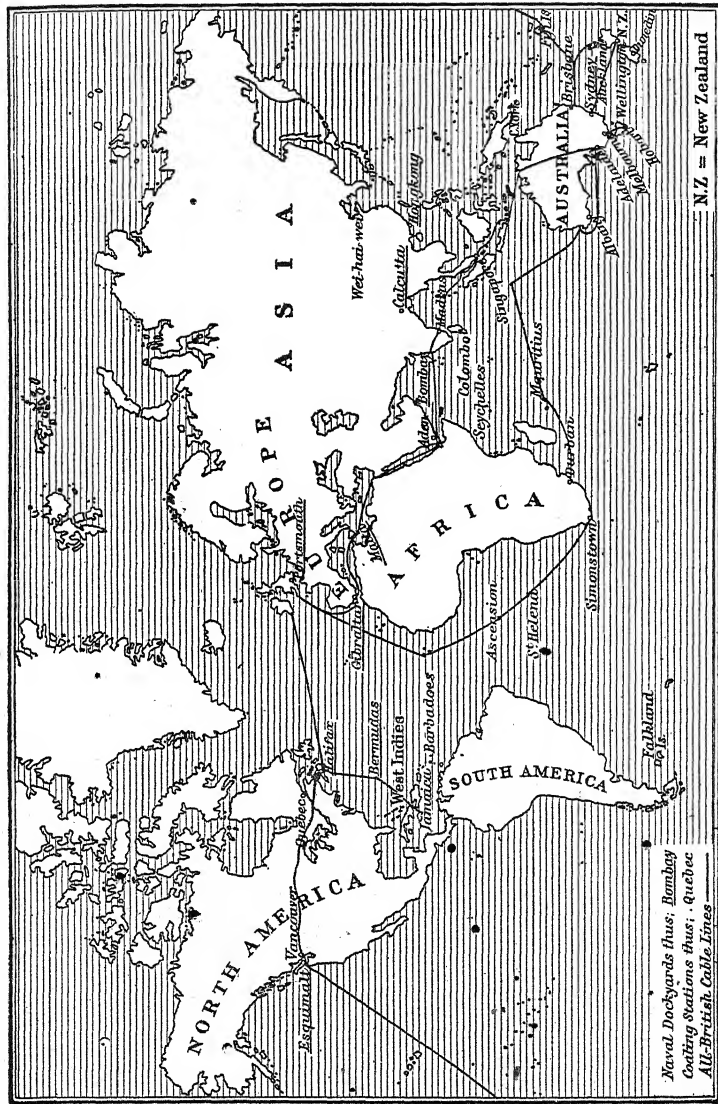 NORTH AMERICA
Esquimalt
Vancouver
Quebec
Halifax
Bermudas
West Indies
Jamaica
Barbadoes
SOUTH AMERICA
Falkland
Is.
EUROPE
Portsmouth
Gibraltar
AFRICA
Ascension
St Helena
Simonstown
Durban
Mauritius
Seychelles
Colombo
Aden
Bombay
Madras
Calcutta
ASIA
Wei-hai-wei
Hongkong
AUSTRALIA
Albany
Adelaide
Melbourne
Hobart
Brisbane
Sydney
Auckland
Wellington N.Z.
N.Z = New Zealand
Naval Dockyards thus; Bombay
Coaling Stations thus; . Quebec
All-British Cable Lines